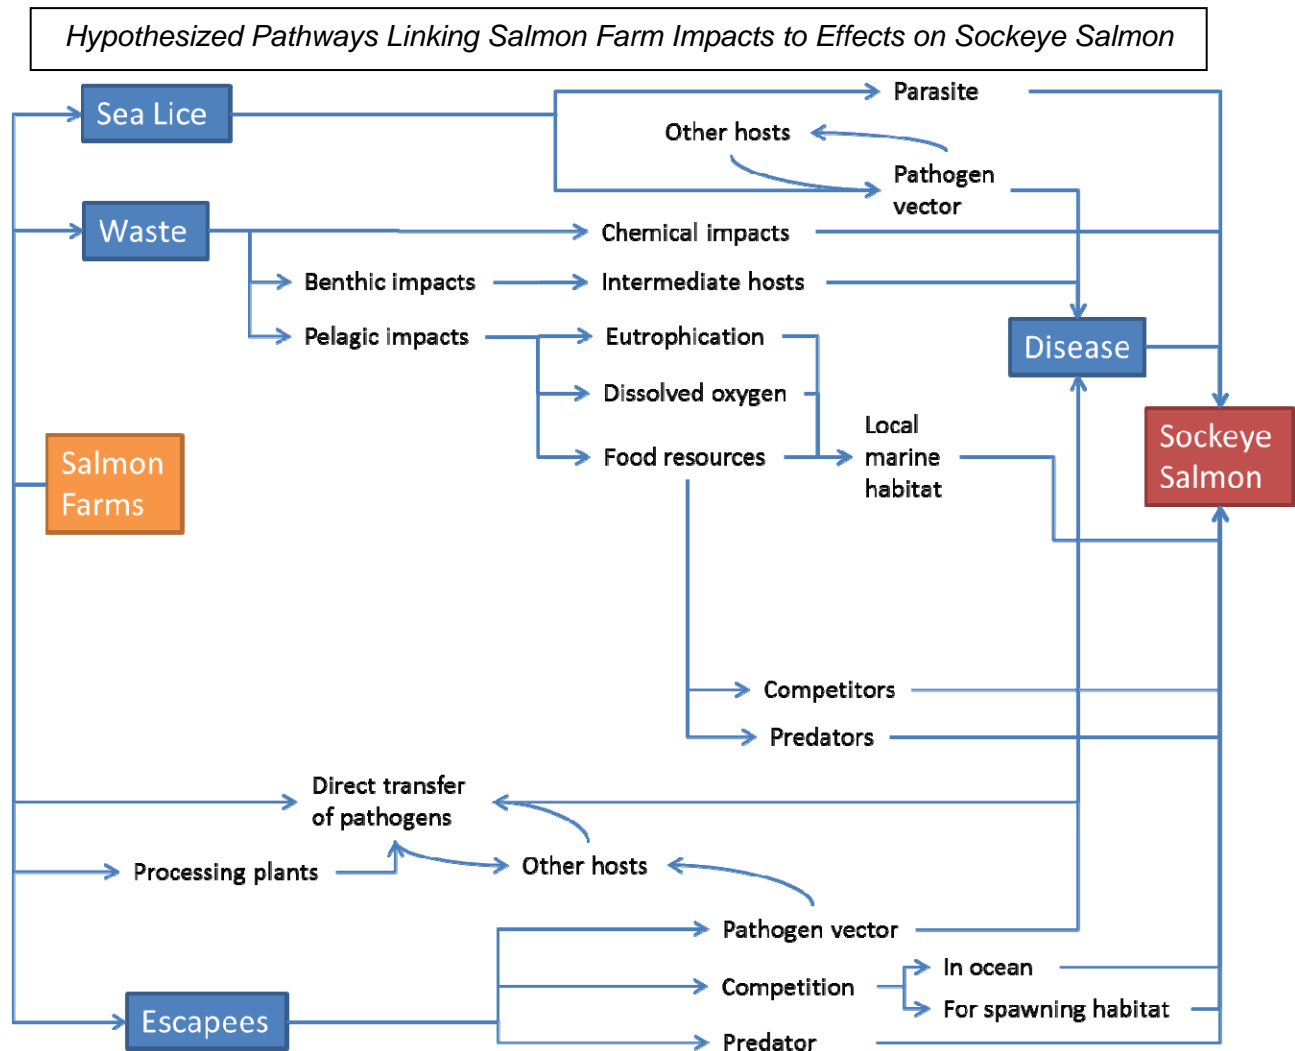 Hypothesized Pathways Linking Salmon Farm Impacts to Effects on Sockeye Salmon
Sea Lice
Parasite
Other hosts
Pathogen
vector
Waste
Chemical impacts
Benthic impacts
Intermediate hosts
Pelagic impacts
Eutrophication
Disease
Dissolved oxygen
Salmon
Farms
Food resources
Local
marine
habitat
Sockeye
Salmon
Competitors
Predators
Direct transfer
of pathogens
Processing plants
Other hosts
Pathogen vector
In ocean
Competition
For spawning habitat
Escapees
Predator